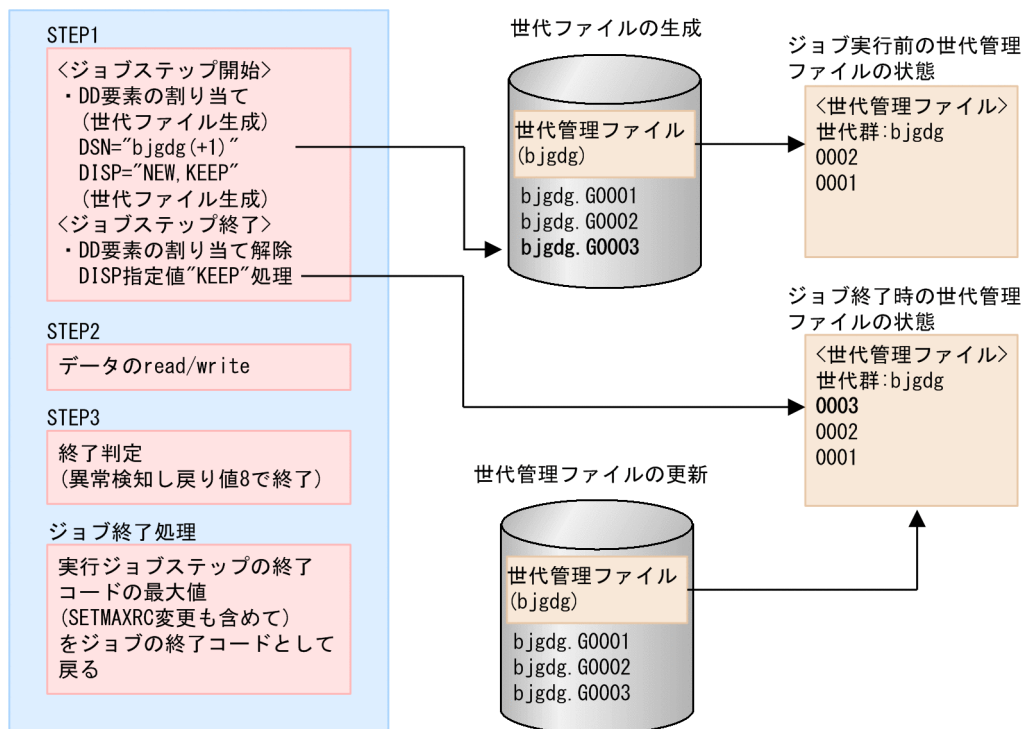 STEP1
<ジョブステップ開始>
・DD要素の割り当て
(世代ファイル生成)
DSN="bjgdg(+1)"
DISP="NEW,KEEP"
(世代ファイル生成)
<ジョブステップ終了>
・DD要素の割り当て解除
DISP指定値"KEEP"処理
STEP2
データのread/write
STEP3
終了判定
(異常検知し戻り値8で終了)
ジョブ終了処理
実行ジョブステップの終了
コードの最大値
(SETMAXRC変更も含めて)
をジョブの終了コードとして
戻る
世代ファイルの生成
世代管理ファイル
(bjgdg)
bjgdg.G0001
bjgdg.G0002
bjgdg.G0003
ジョブ実行前の世代管理
ファイルの状態
<世代管理ファイル>
世代群:bjgdg
0002
0001
ジョブ終了時の世代管理
ファイルの状態
<世代管理ファイル>
世代群:bjgdg
0003
0002
0001
世代管理ファイルの更新
世代管理ファイル
(bjgdg)
bjgdg.G0001
bjgdg.G0002
bjgdg.G0003